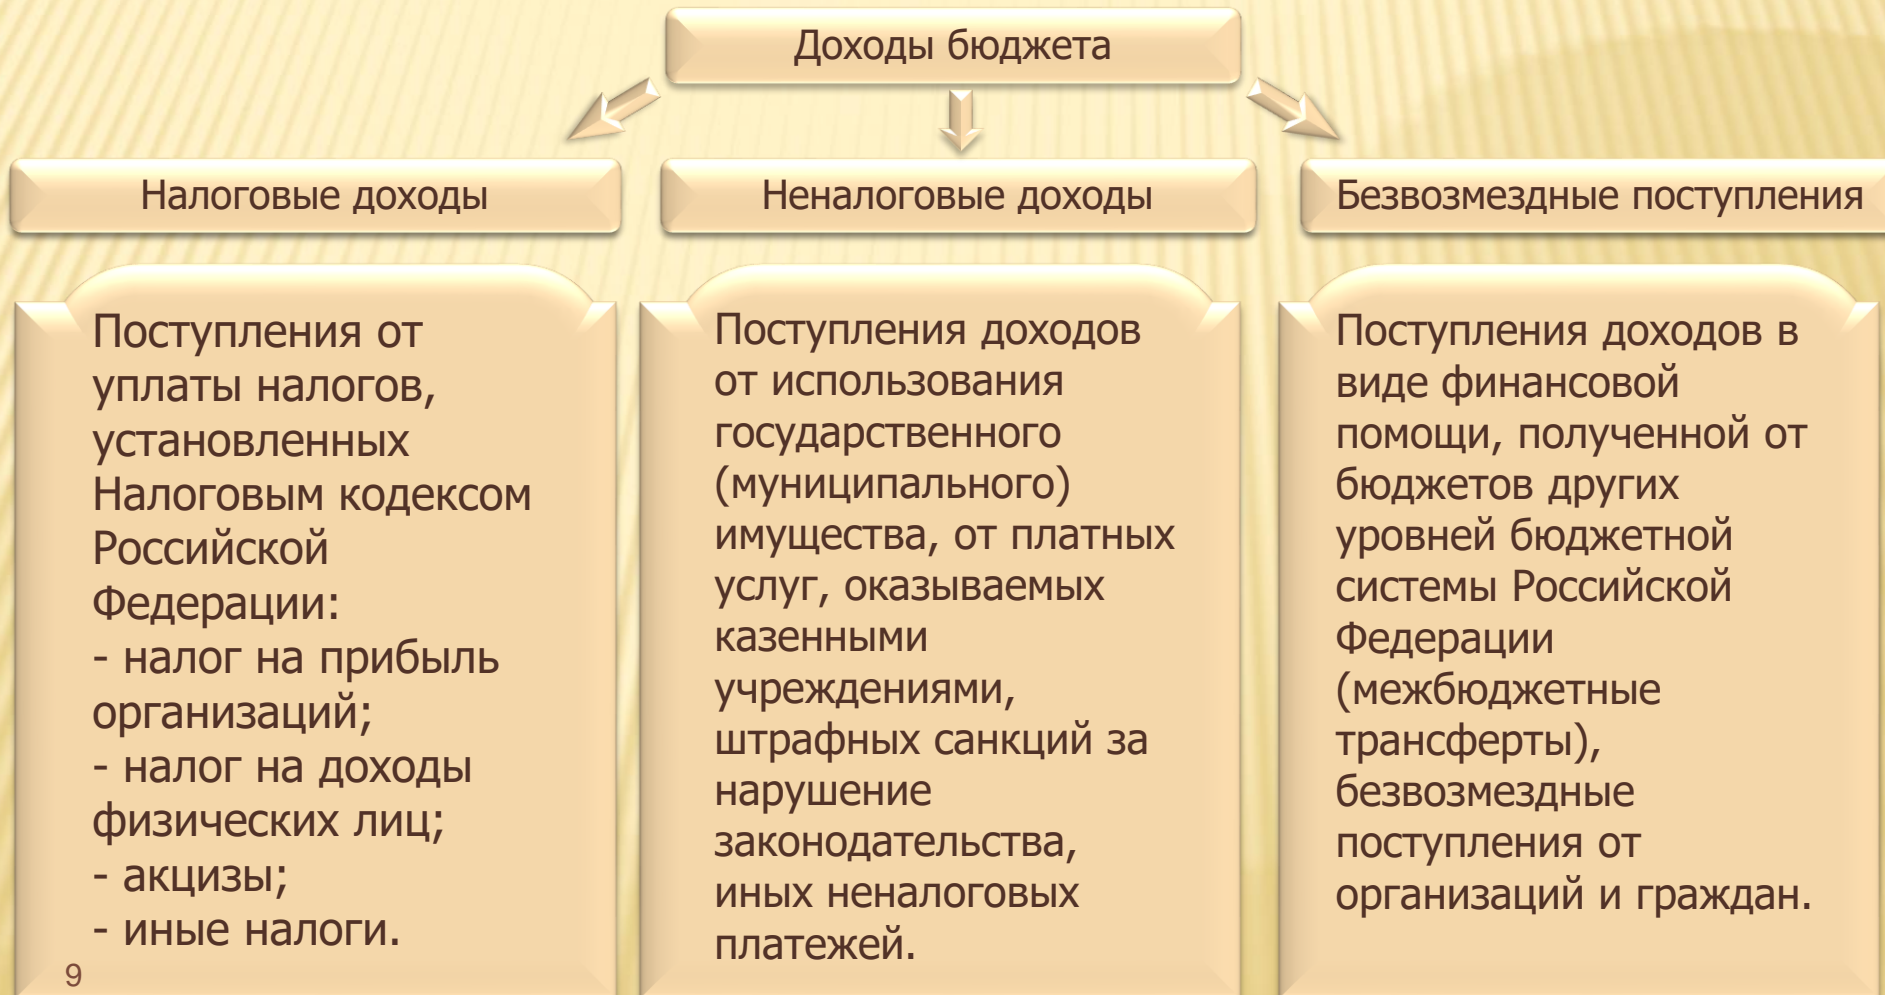 Доходы бюджета
Налоговые доходы
Неналоговые доходы
Безвозмездные поступления
Поступления от
уплаты налогов,
установленных
Налоговым кодексом
Российской
Федерации:
- налог на прибыль
организаций;
- налог на доходы
физических лиц;
- акцизы;
- иные налоги.
Поступления доходов
от использования
государственного
(муниципального)
имущества, от платных
услуг, оказываемых
казенными
учреждениями,
штрафных санкций за
нарушение
законодательства,
иных неналоговых
платежей.
Поступления доходов в
виде финансовой
помощи, полученной от
бюджетов других
уровней бюджетной
системы Российской
Федерации
(межбюджетные
трансферты),
безвозмездные
поступления от
организаций и граждан.
9